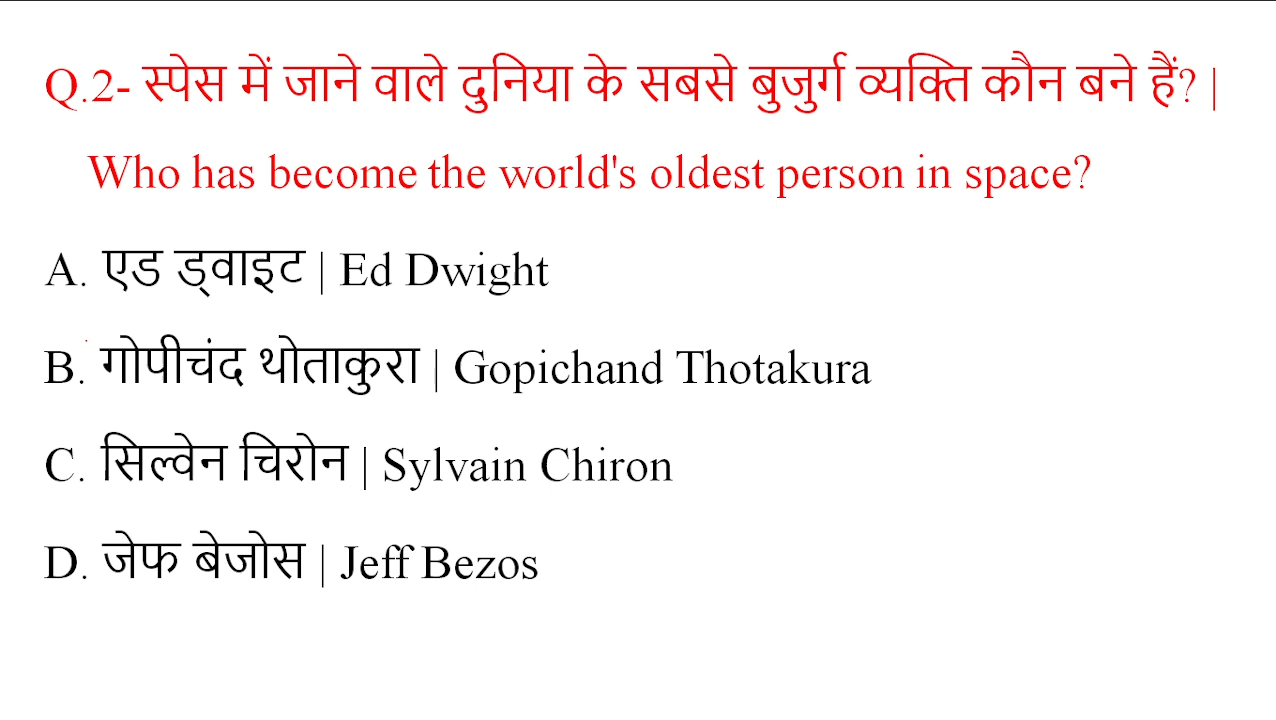 Q.2- स्पेस में जाने वाले दुनिया के सबसे बुजुर्ग व्यक्ति कौन बने हैं? |
Who has become the world's oldest person in space?
A. एड ड्वाइट | Ed Dwight
B. गोपीचंद थोताकुरा | Gopichand Thotakura
C. सिल्वेन चिरोन | Sylvain Chiron
D. जेफ बेजोस | Jeff Bezos